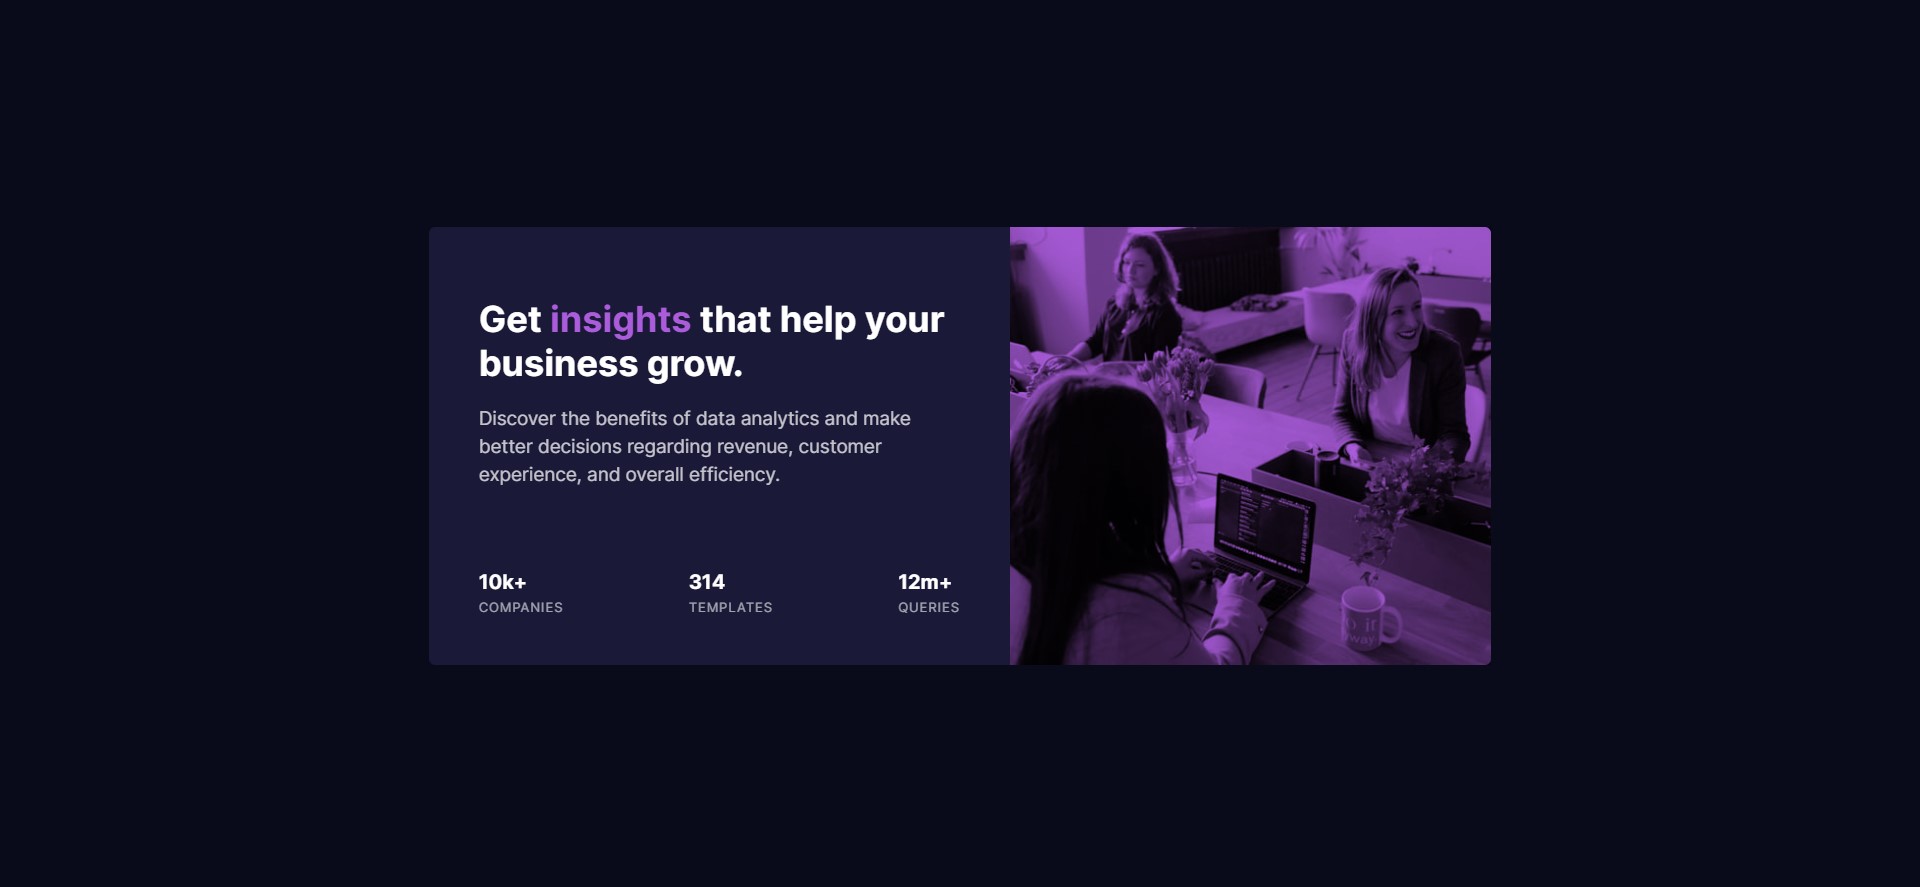 Get insights that help your
business grow.
Discover the benefits of data analytics and make
better decisions regarding revenue, customer
experience, and overall efficiency.
10k+ 314 12m+
COMPANIES TEMPLATES QUERIES